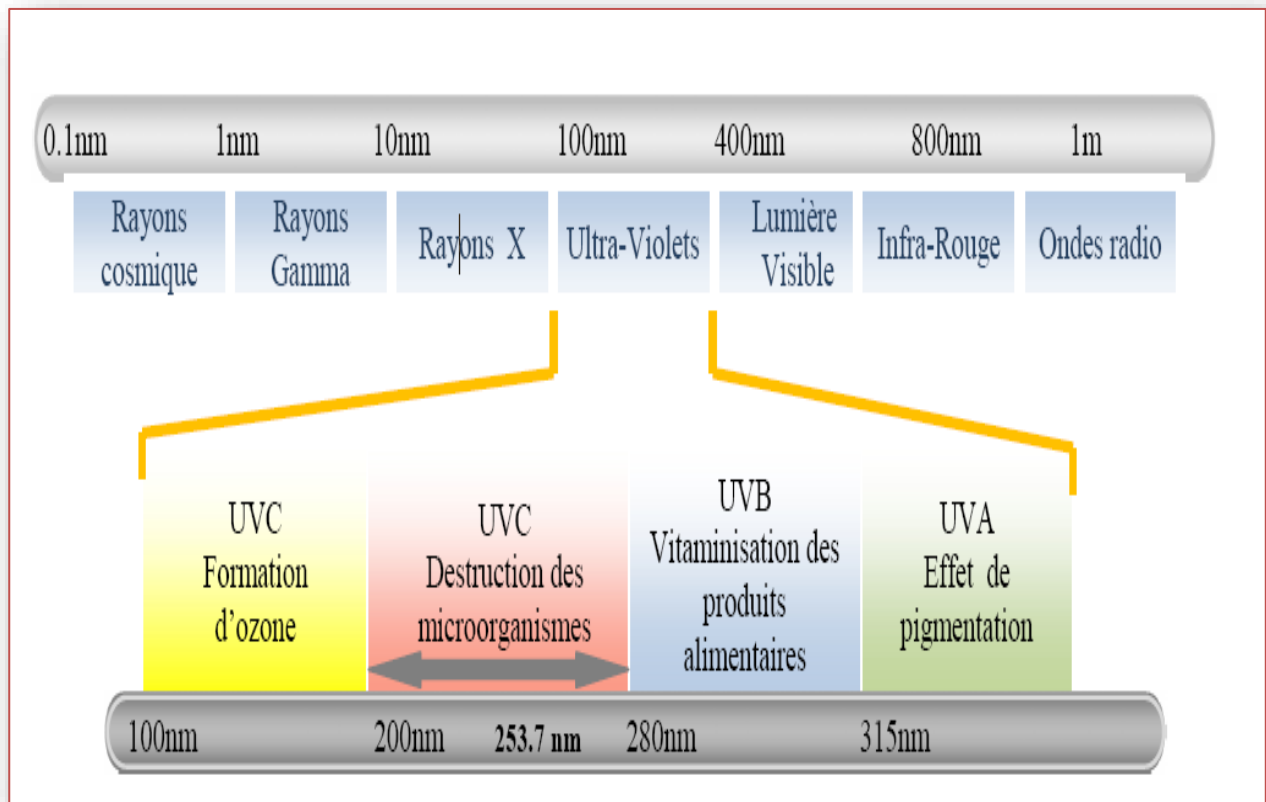 0.1nm 1nm 10nm 100nm 400nm 800nm 1m
Rayons
cosmique
Rayons
Gamma
Rayons X
Ultra-Violets
Lumière
Visible
Infra-Rouge
Ondes radio
UVC
Formation
d’ozone
UVC
Destruction des
microorganismes
UVB
Vitaminisation des
produits
alimentaires
UVA
Effet de
pigmentation
100nm 200nm 253.7 nm 280nm 315nm